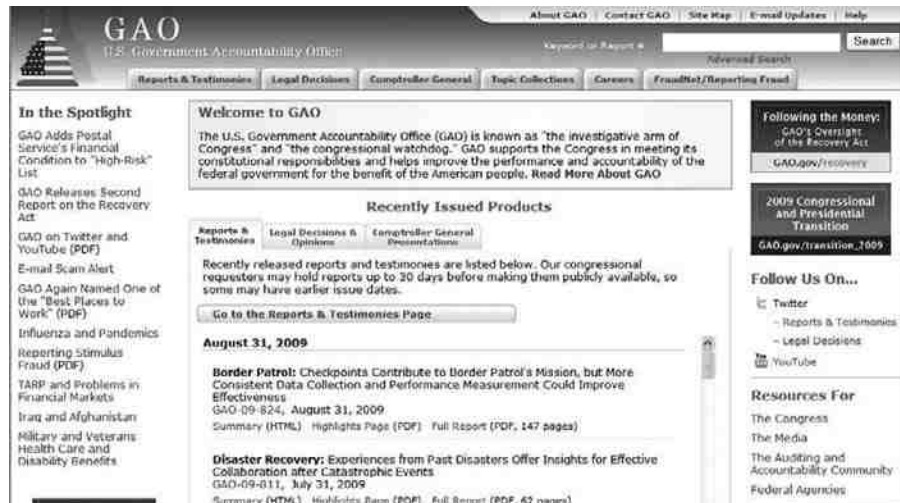 About GAO | Contact GAO | Site Map | E-mail Updates | Help
GAO
U.S. Government Accountability Office
Keyword or Report #
Search
Advanced Search
Reports & Testimonies
Legal Decisions
Comptroller General
Topic Collections
Careers
FraudNet/Reporting Fraud
In the Spotlight
GAO Adds Postal
Service's Financial
Condition to "High-Risk"
List
GAO Releases Second
Report on the Recovery
Act
GAO on Twitter and
YouTube (PDF)
E-mail Scam Alert
GAO Again Named One of
the "Best Places to
Work" (PDF)
Influenza and Pandemics
Reporting Stimulus
Fraud (PDF)
TARP and Problems in
Financial Markets
Iraq and Afghanistan
Military and Veterans
Health Care and
Disability Benefits
Welcome to GAO
The U.S. Government Accountability Office (GAO) is known as "the investigative arm of
Congress" and "the congressional watchdog." GAO supports the Congress in meeting its
constitutional responsibilities and helps improve the performance and accountability of the
federal government for the benefit of the American people. Read More About GAO
Recently Issued Products
Reports &
Testimonies
Legal Decisions &
Opinions
Comptroller General
Presentations
Recently released reports and testimonies are listed below. Our congressional
requesters may hold reports up to 30 days before making them publicly available, so
some may have earlier issue dates.
Go to the Reports & Testimonies Page
August 31, 2009
Border Patrol: Checkpoints Contribute to Border Patrol's Mission, but More
Consistent Data Collection and Performance Measurement Could Improve
Effectiveness
GAO-09-824, August 31, 2009
Summary (HTML) Highlights Page (PDF) Full Report (PDF, 147 pages)
Disaster Recovery: Experiences from Past Disasters Offer Insights for Effective
Collaboration after Catastrophic Events
GAO-09-811, July 31, 2009
Summary (HTML) Highlights Page (PDF) Full Report (PDF, 62 pages)
Following the Money:
GAO's Oversight
of the Recovery Act
GAO.gov/recovery
2009 Congressional
and Presidential
Transition
GAO.gov/transition_2009
Follow Us On...
Twitter
- Reports & Testimonies
- Legal Decisions
YouTube
Resources For
The Congress
The Media
The Auditing and
Accountability Community
Federal Agencies